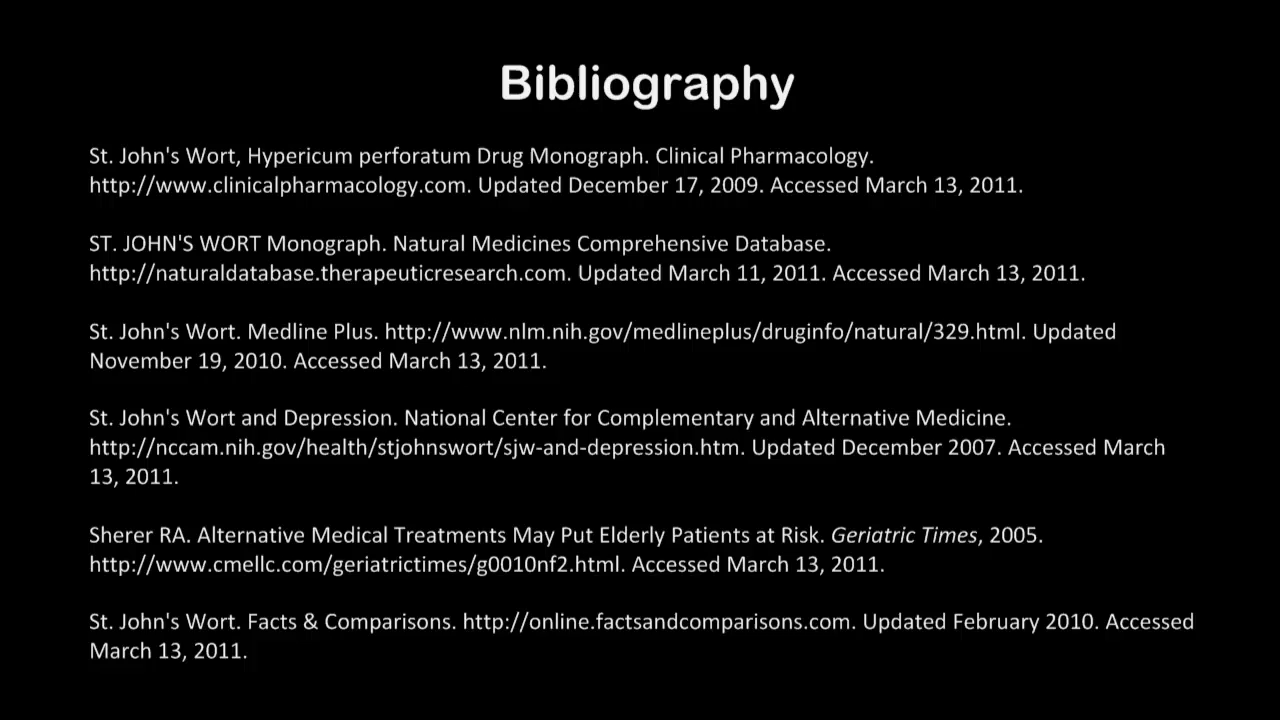 Bibliography
St. John's Wort, Hypericum perforatum Drug Monograph. Clinical Pharmacology.
http://www.clinicalpharmacology.com. Updated December 17, 2009. Accessed March 13, 2011.
ST. JOHN'S WORT Monograph. Natural Medicines Comprehensive Database.
http://naturaldatabase.therapeuticresearch.com. Updated March 11, 2011. Accessed March 13, 2011.
St. John's Wort. Medline Plus. http://www.nlm.nih.gov/medlineplus/druginfo/natural/329.html. Updated
November 19, 2010. Accessed March 13, 2011.
St. John's Wort and Depression. National Center for Complementary and Alternative Medicine.
http://nccam.nih.gov/health/stjohnswort/sjw-and-depression.htm. Updated December 2007. Accessed March
13, 2011.
Sherer RA. Alternative Medical Treatments May Put Elderly Patients at Risk. Geriatric Times, 2005.
http://www.cmellc.com/geriatrictimes/g0010nf2.html. Accessed March 13, 2011.
St. John's Wort. Facts & Comparisons. http://online.factsandcomparisons.com. Updated February 2010. Accessed
March 13, 2011.